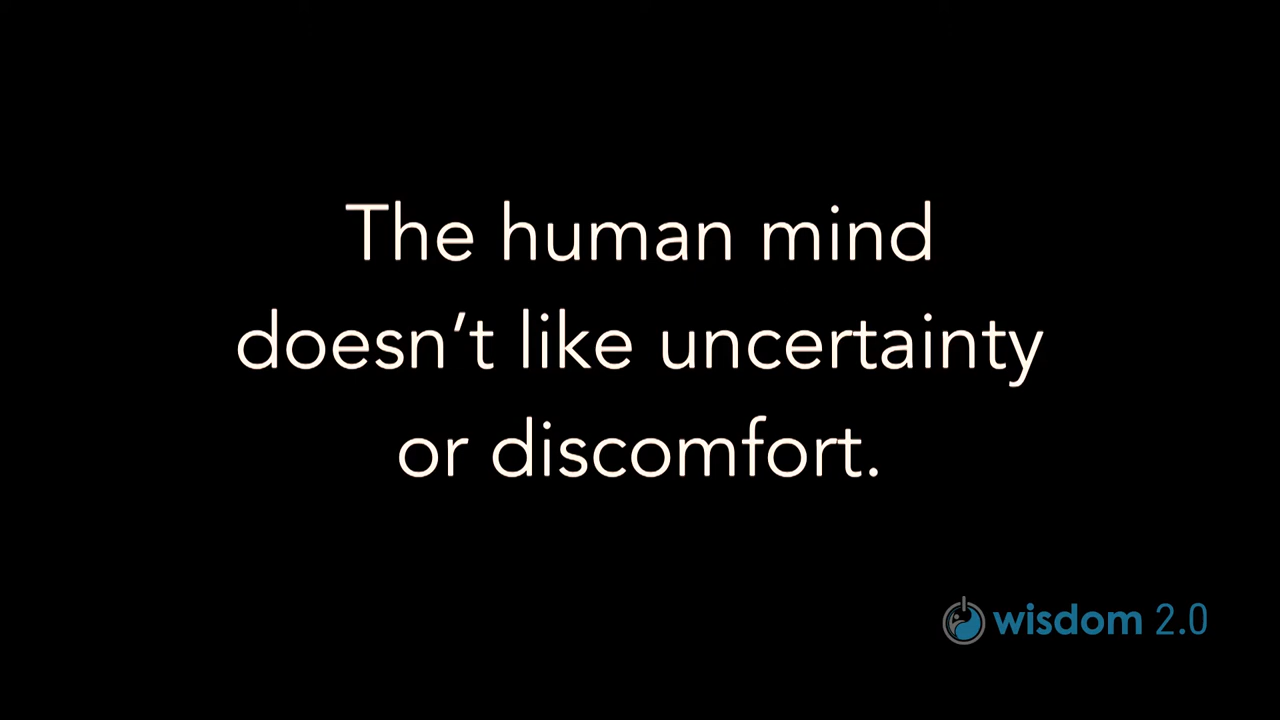 The human mind
doesn’t like uncertainty
or discomfort.
wisdom 2.0